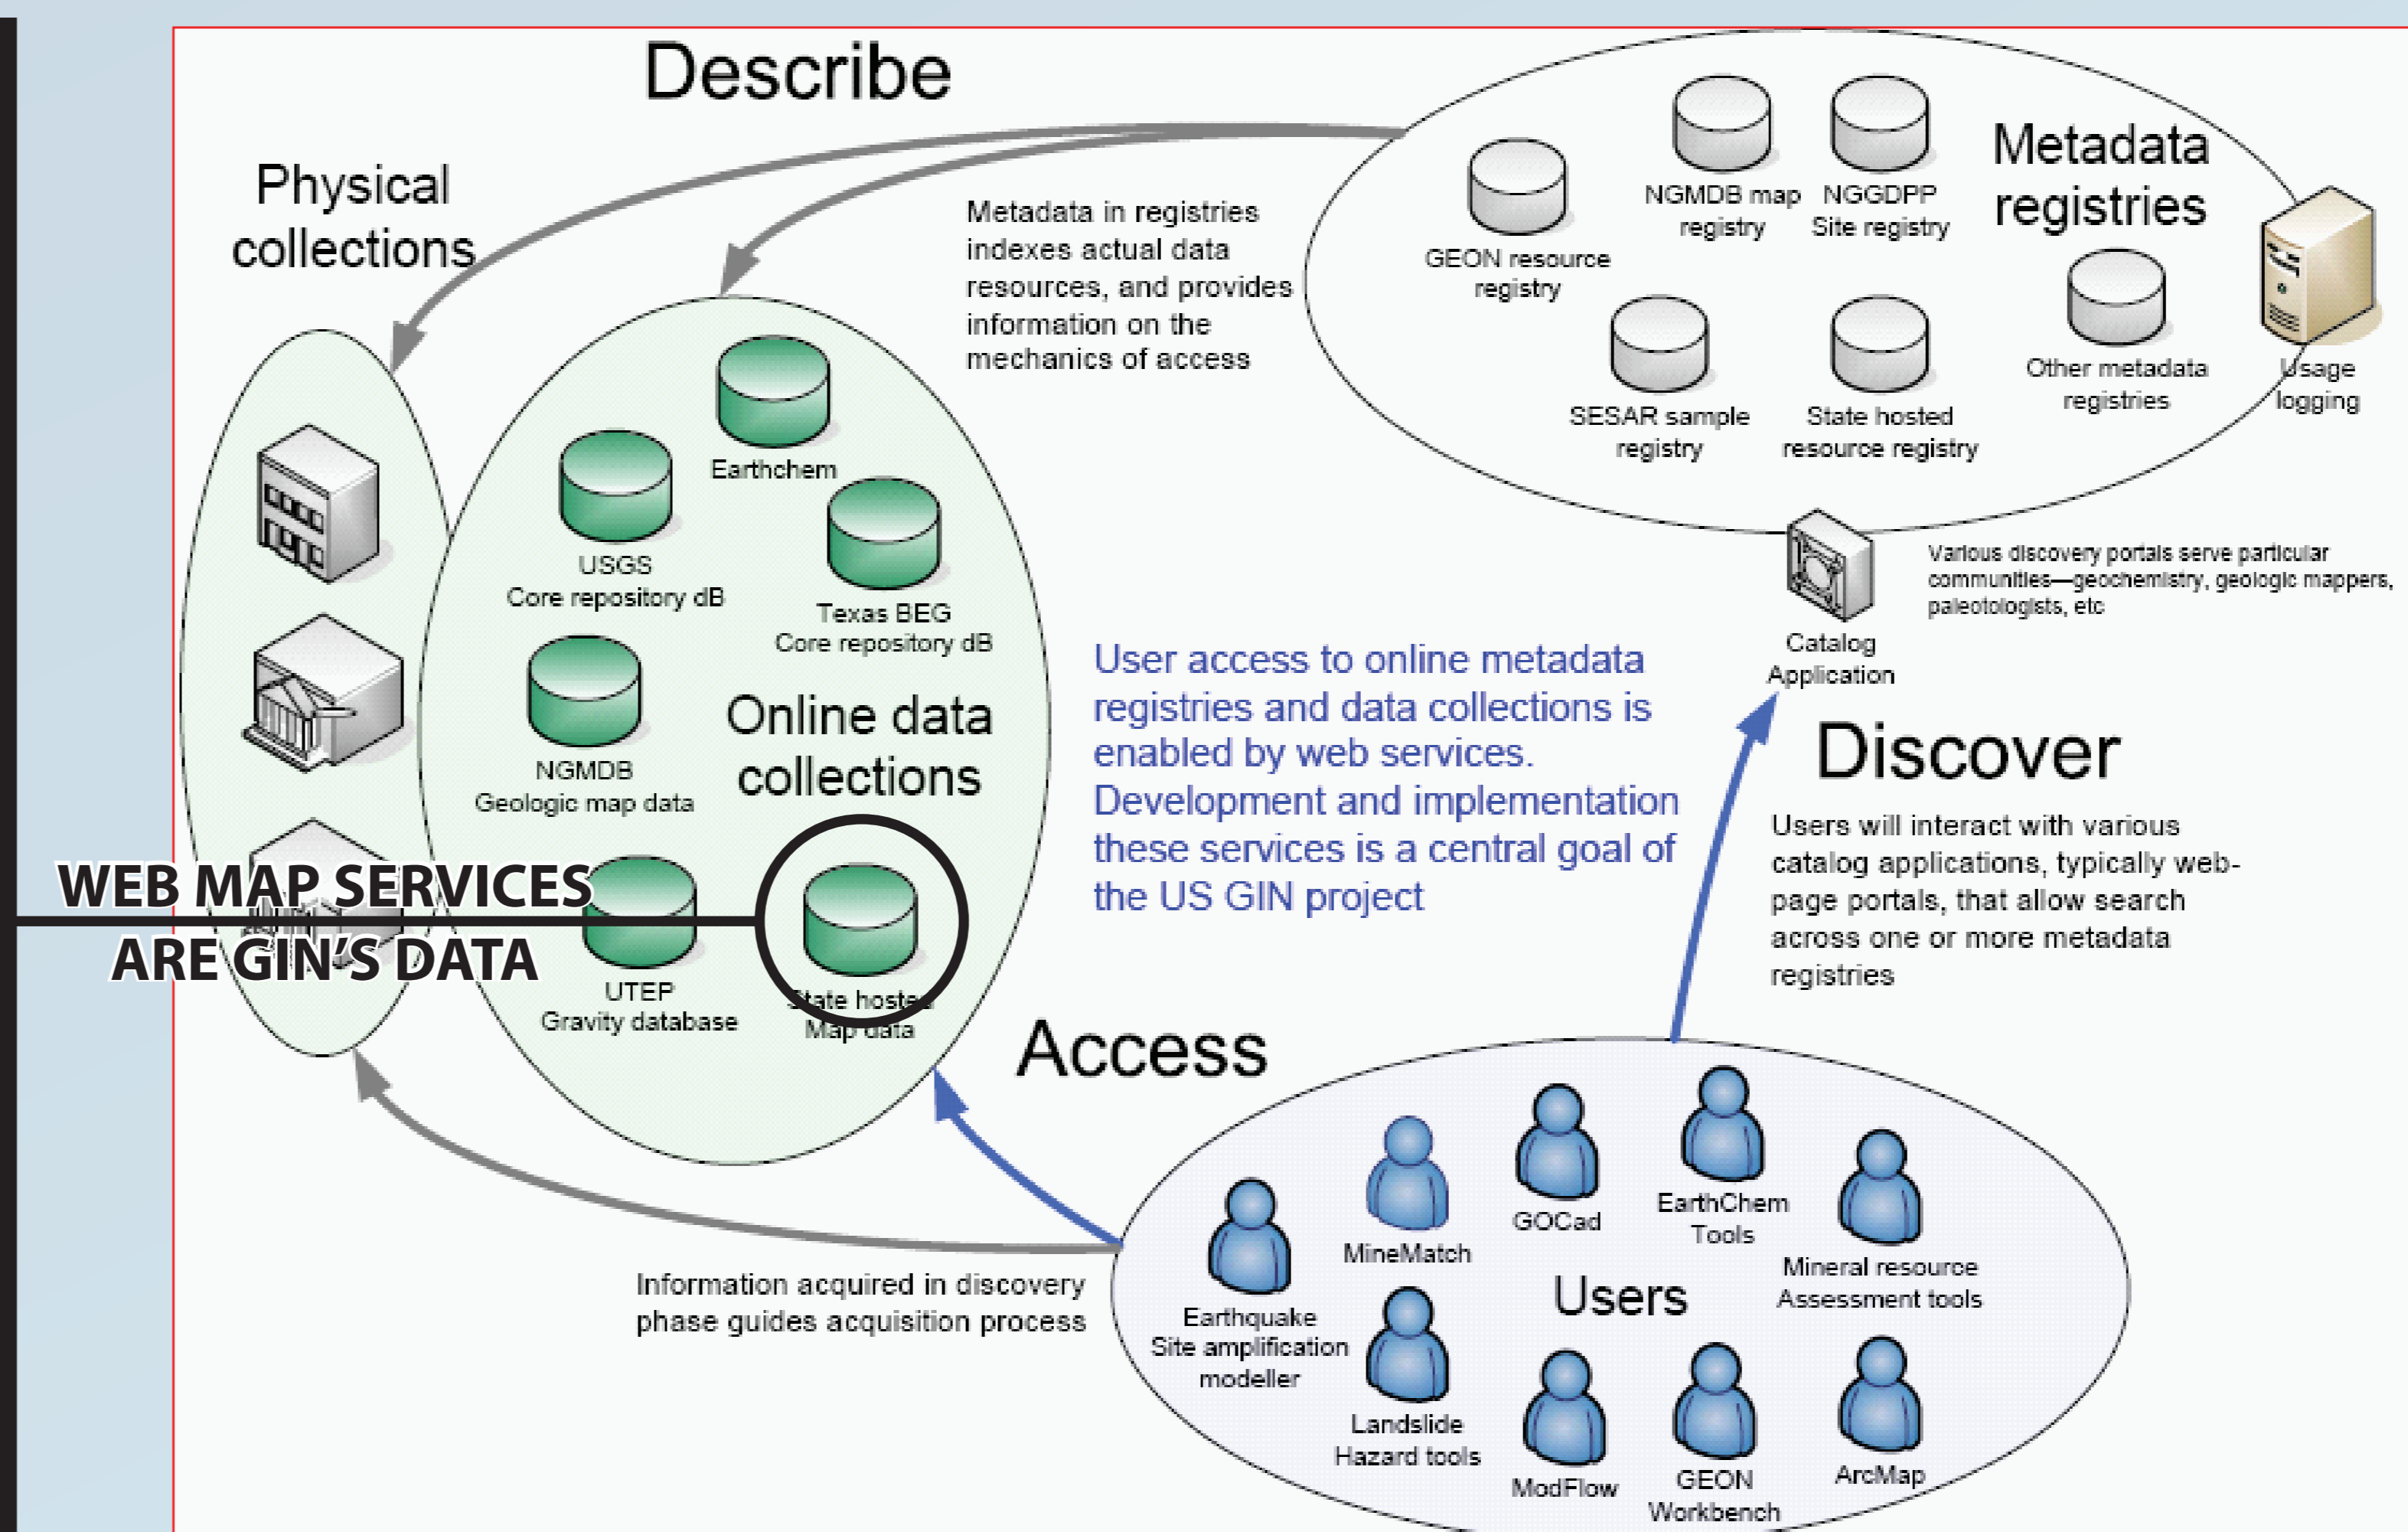 Describe
Physical
collections
Metadata in registries
indexes actual data
resources, and provides
information on the
mechanics of access
Metadata
registries
NGMDB map
registry
NGGDPP
Site registry
GEON resource
registry
SESAR sample
registry
State hosted
resource registry
Other metadata
registries
Usage
logging
Earthchem
USGS
Core repository dB
Texas BEG
Core repository dB
NGMDB
Geologic map data
Online data
collections
UTEP
Gravity database
State hosted
Map data
WEB MAP SERVICES
ARE GIN'S DATA
User access to online metadata
registries and data collections is
enabled by web services.
Development and implementation
these services is a central goal of
the US GIN project
Catalog
Application
Various discovery portals serve particular
communities—geochemistry, geologic mappers,
paleotologists, etc
Discover
Users will interact with various
catalog applications, typically web-
page portals, that allow search
across one or more metadata
registries
Access
Information acquired in discovery
phase guides acquisition process
Users
Earthquake
Site amplification
modeller
MineMatch
GOCad
EarthChem
Tools
Mineral resource
Assessment tools
Landslide
Hazard tools
ModFlow
GEON
Workbench
ArcMap